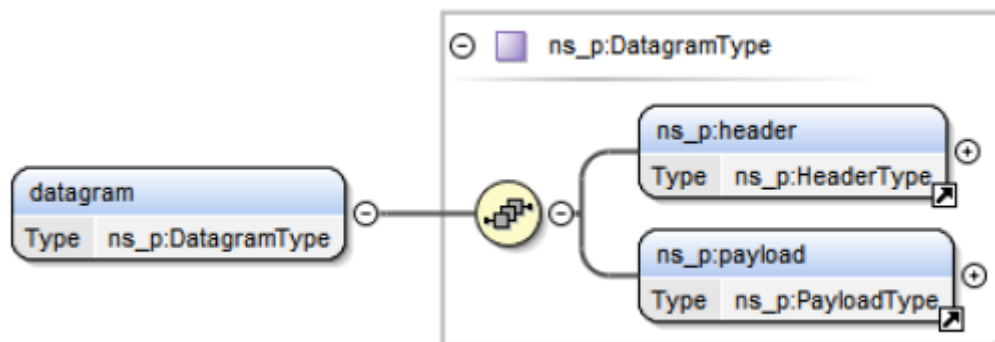 ns_p:DatagramType
ns_p:header
Type ns_p:HeaderType
datagram
Type ns_p:DatagramType
ns_p:payload
Type ns_p:PayloadType